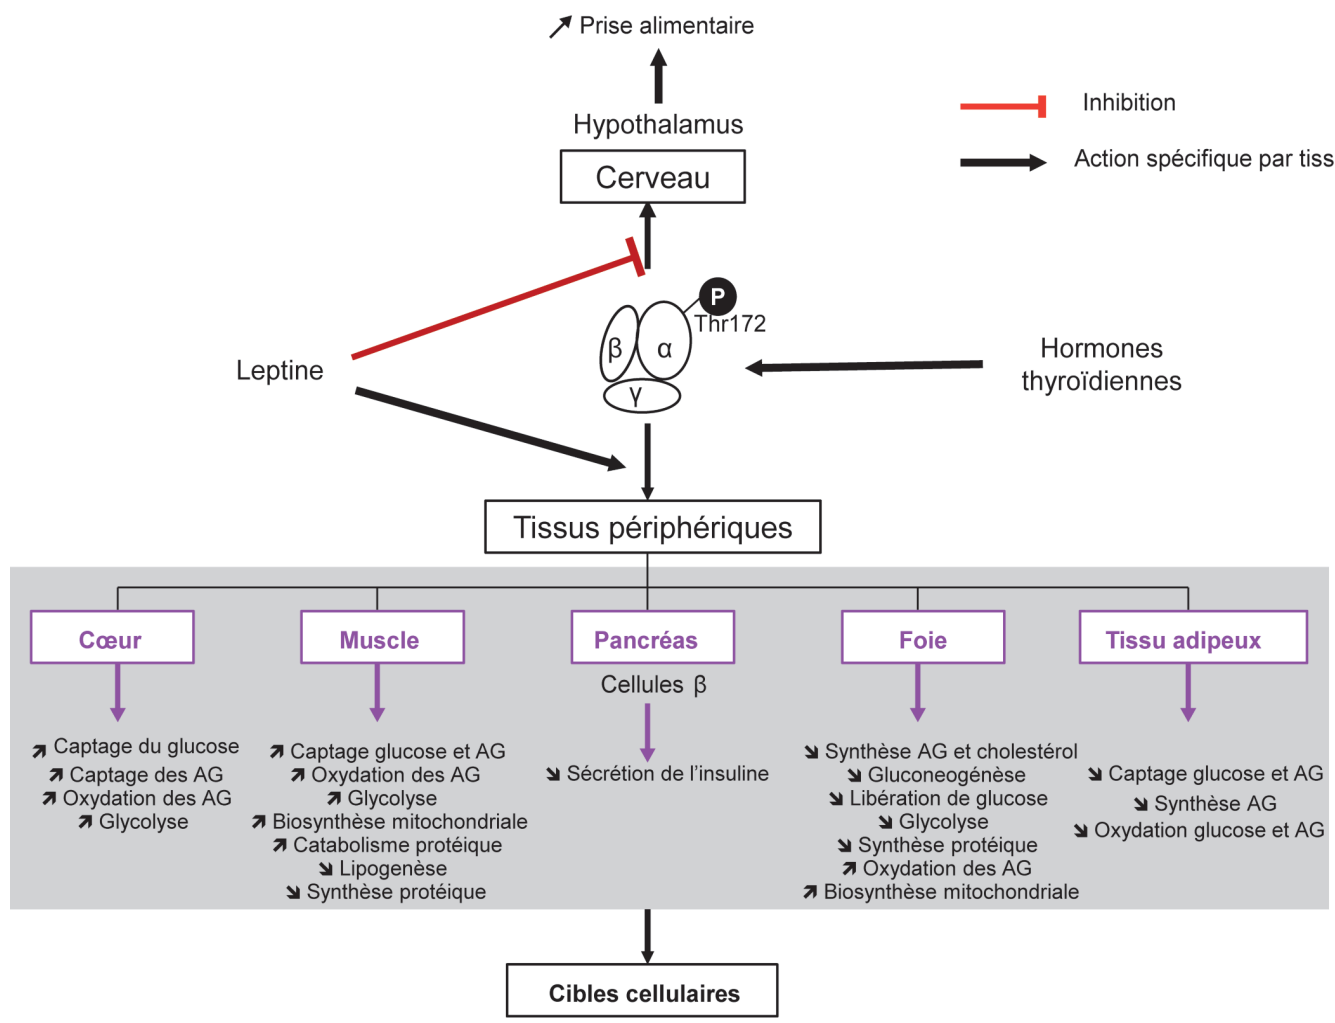 ↗ Prise alimentaire
Hypothalamus
Cerveau
Inhibition
Action spécifique par tiss
P
Thr172
β
α
γ
Leptine
Hormones
thyroïdiennes
Tissus périphériques
Cœur
↗ Captage du glucose
↗ Captage des AG
↗ Oxydation des AG
↗ Glycolyse
Muscle
↗ Captage glucose et AG
↗ Oxydation des AG
↗ Glycolyse
↗ Biosynthèse mitochondriale
↗ Catabolisme protéique
↘ Lipogenèse
↘ Synthèse protéique
Pancréas
Cellules β
↘ Sécrétion de l'insuline
Foie
↘ Synthèse AG et cholestérol
↘ Gluconeogénèse
↘ Libération de glucose
↘ Glycolyse
↘ Synthèse protéique
↗ Oxydation des AG
↗ Biosynthèse mitochondriale
Tissu adipeux
↘ Captage glucose et AG
↘ Synthèse AG
↘ Oxydation glucose et AG
Cibles cellulaires